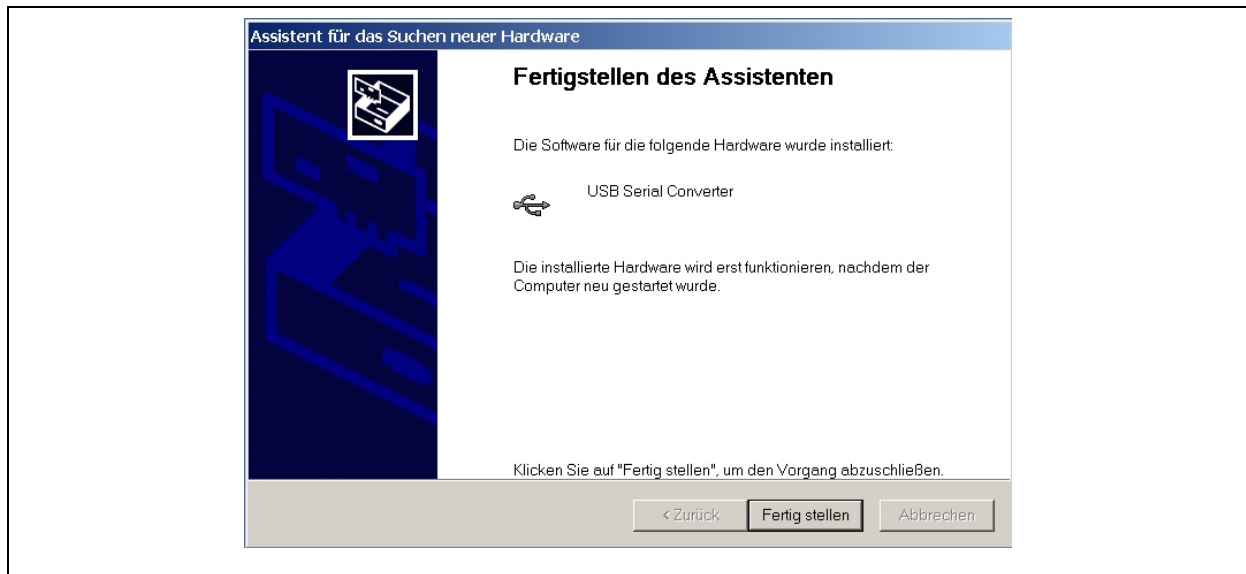 Assistent für das Suchen neuer Hardware
Fertigstellen des Assistenten
Die Software für die folgende Hardware wurde installiert:
USB Serial Converter
Die installierte Hardware wird erst funktionieren, nachdem der
Computer neu gestartet wurde.
Klicken Sie auf "Fertig stellen", um den Vorgang abzuschließen.
< Zurück
Fertig stellen
Abbrechen